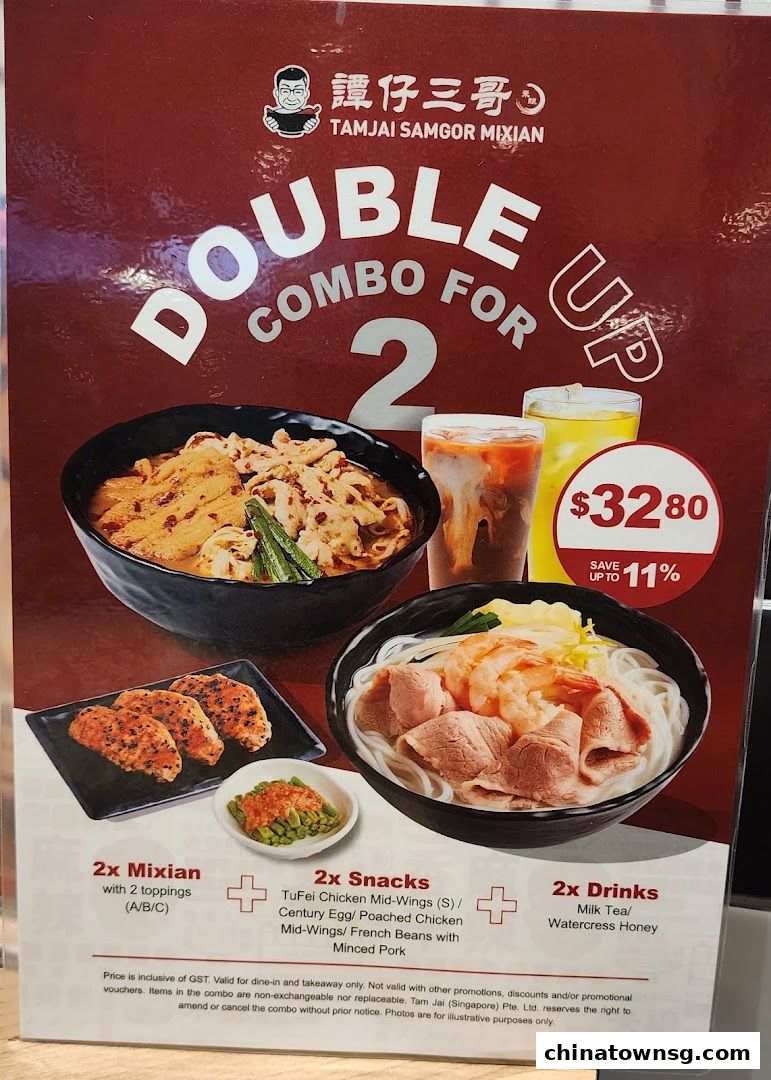 譚仔三哥 米線
TAMJAI SAMGOR MIXIAN
DOUBLE UP
COMBO FOR
2
$3280
SAVE
UP TO 11%
2x Mixian
with 2 toppings
(A/B/C)
2x Snacks
TuFei Chicken Mid-Wings (S) /
Century Egg/ Poached Chicken
Mid-Wings/ French Beans with
Minced Pork
2x Drinks
Milk Tea/
Watercress Honey
Price is inclusive of GST. Valid for dine-in and takeaway only. Not valid with other promotions, discounts and/or promotional
vouchers. Items in the combo are non-exchangeable nor replaceable. Tam Jai (Singapore) Pte. Ltd. reserves the right to
amend or cancel the combo without prior notice. Photos are for illustrative purposes only.
chinatownsg.com